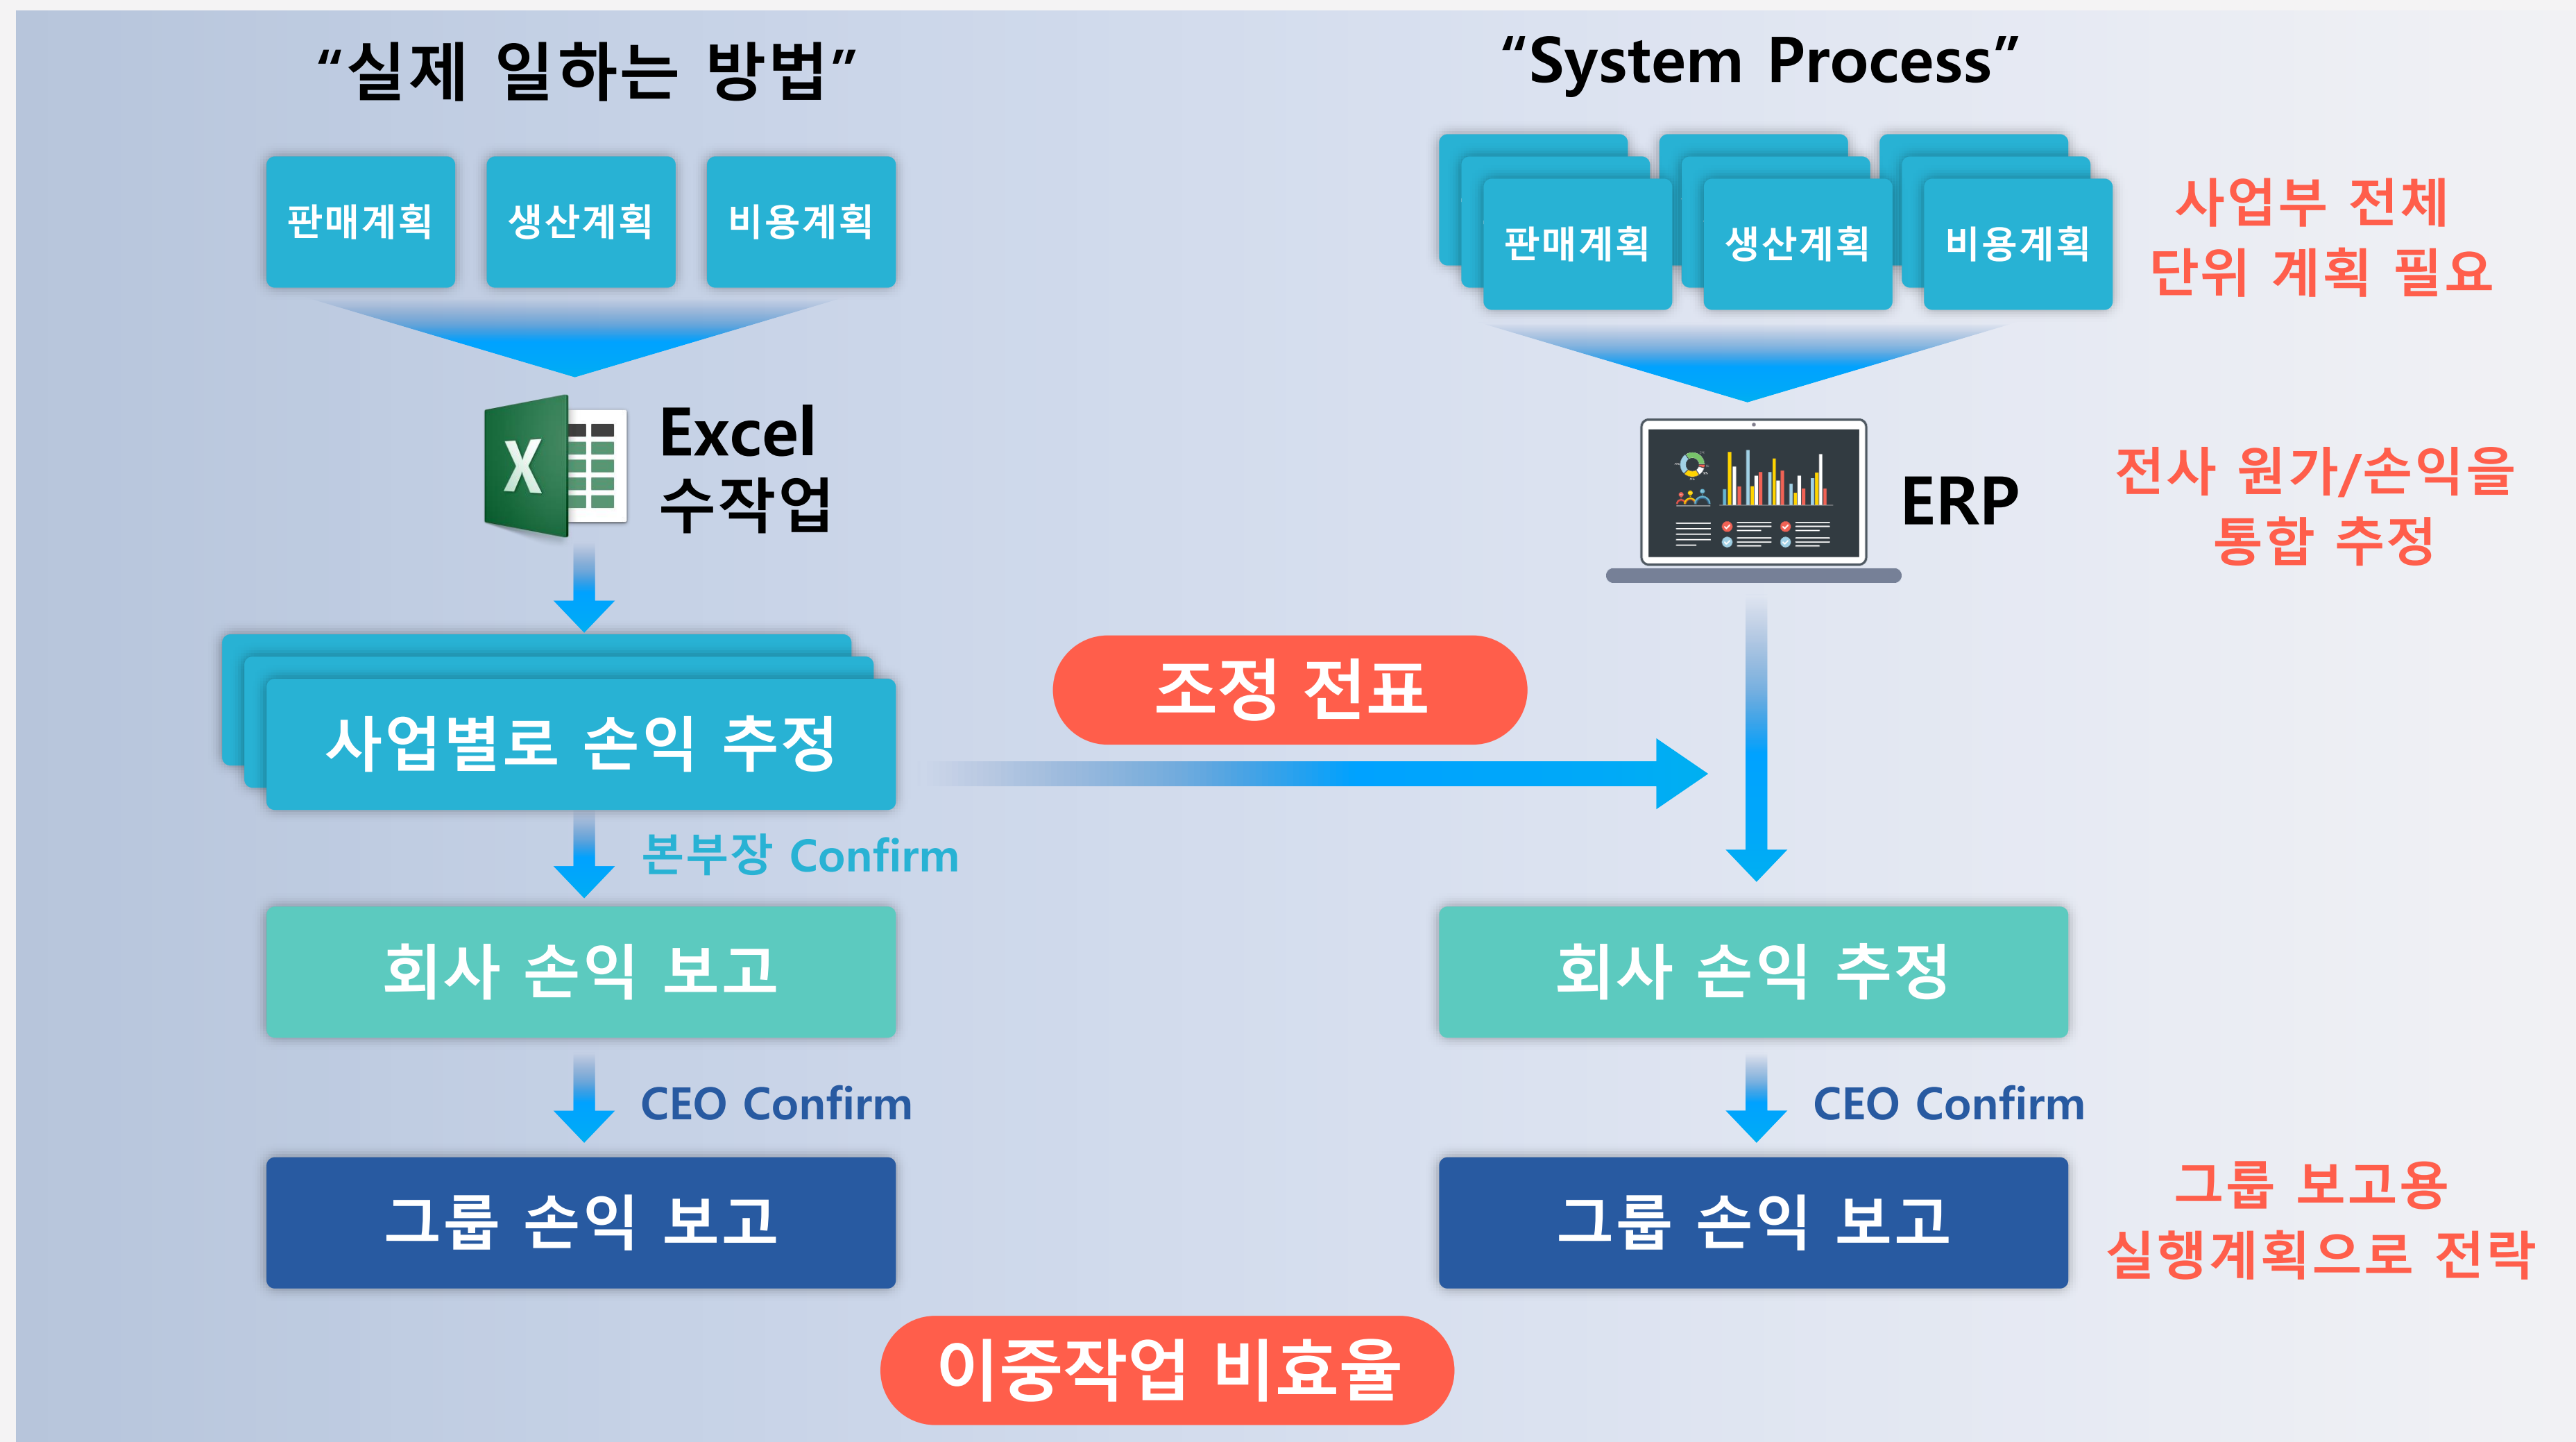 “실제 일하는 방법”
판매계획
생산계획
비용계획
Excel
수작업
사업별로 손익 추정
본부장 Confirm
회사 손익 보고
CEO Confirm
그룹 손익 보고
조정 전표
“System Process”
판매계획
생산계획
비용계획
사업부 전체
단위 계획 필요
ERP
전사 원가/손익을
통합 추정
회사 손익 추정
CEO Confirm
그룹 손익 보고
그룹 보고용
실행계획으로 전락
이중작업 비효율